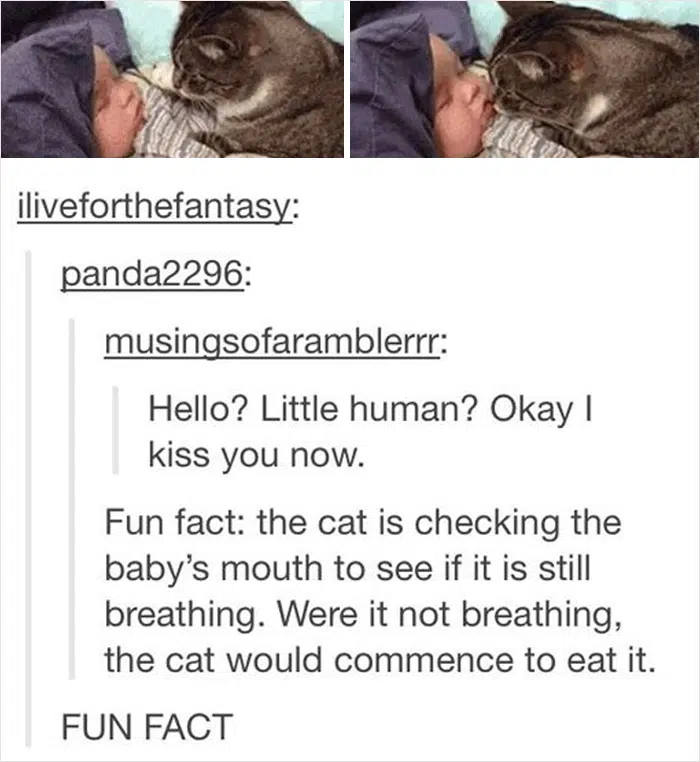 iliveforthefantasy:
panda2296:
musingsofaramblerrr:
Hello? Little human? Okay I
kiss you now.
Fun fact: the cat is checking the
baby’s mouth to see if it is still
breathing. Were it not breathing,
the cat would commence to eat it.
FUN FACT